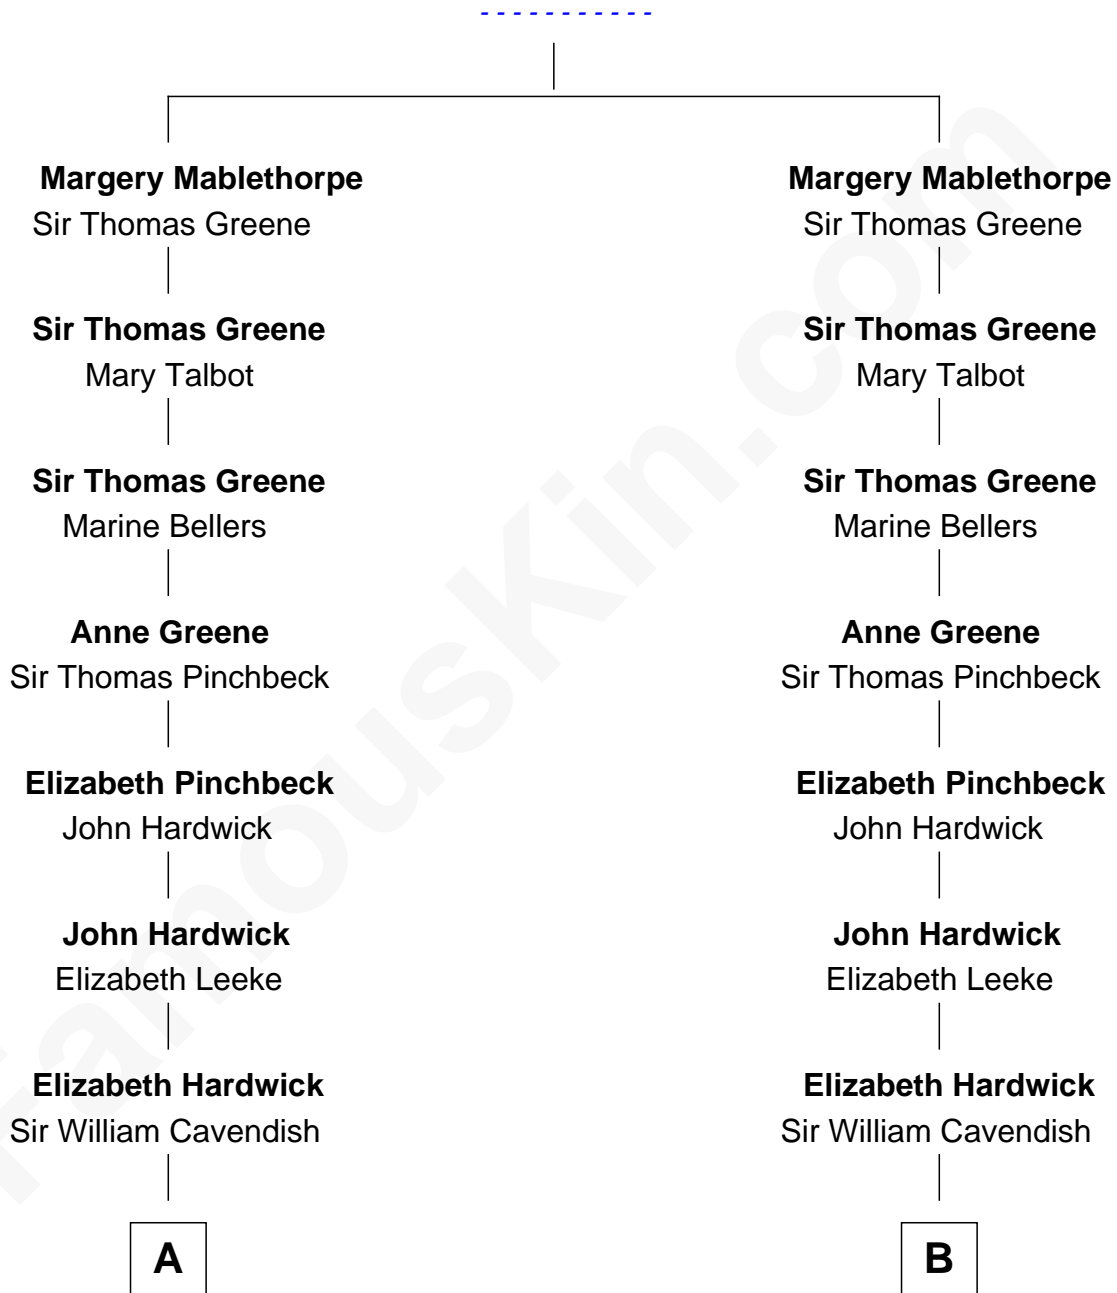 - - - - - - - - - - -
Margery Mablethorpe Margery Mablethorpe
Sir Thomas Greene Sir Thomas Greene
Sir Thomas Greene Sir Thomas Greene
Mary Talbot Mary Talbot
Sir Thomas Greene Sir Thomas Greene
Marine Bellers Marine Bellers
Anne Greene Anne Greene
Sir Thomas Pinchbeck Sir Thomas Pinchbeck
Elizabeth Pinchbeck Elizabeth Pinchbeck
John Hardwick John Hardwick
John Hardwick John Hardwick
Elizabeth Leeke Elizabeth Leeke
Elizabeth Hardwick Elizabeth Hardwick
Sir William Cavendish Sir William Cavendish
A B
FamousKin.com